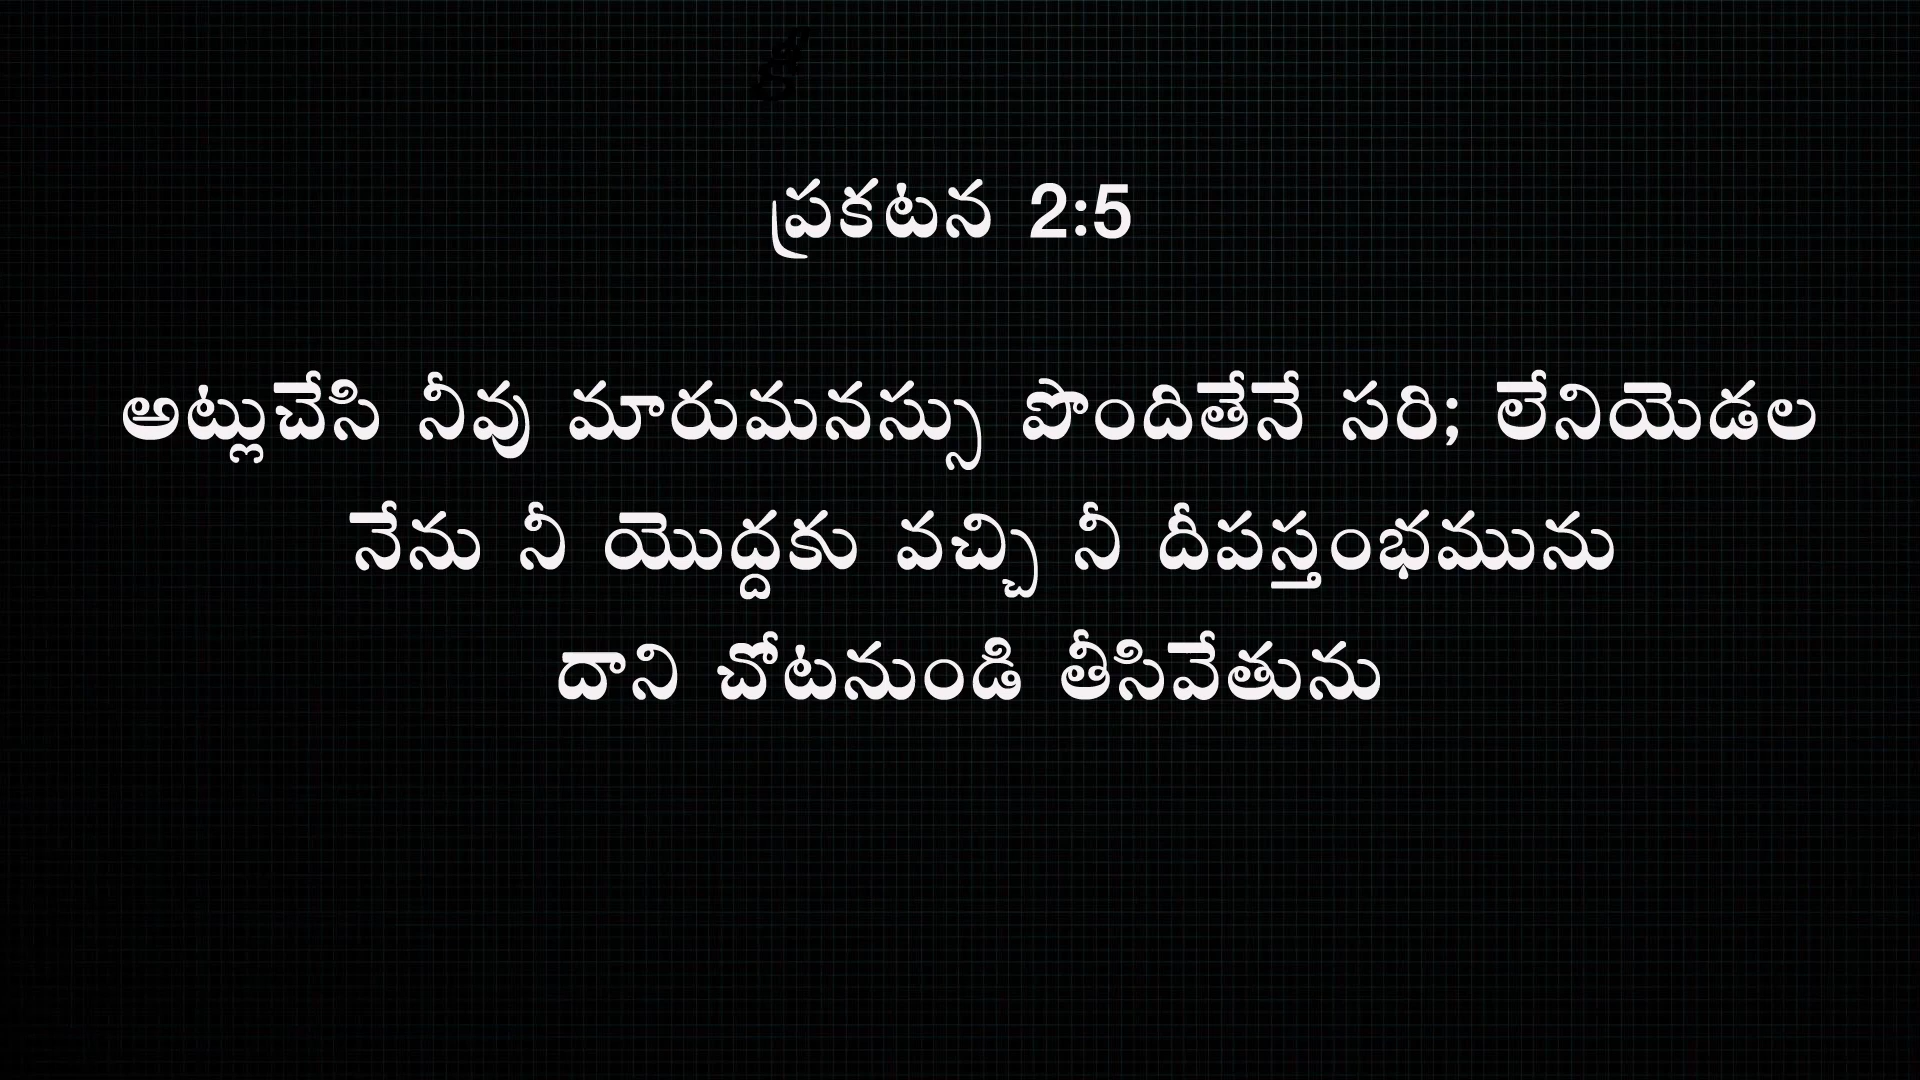 ప్రకటన 2:5
అట్లుచేసి నీవు మారుమనస్సు పొందితేనే సరి; లేనియెడల
నేను నీ యొద్దకు వచ్చి నీ దీపస్తంభమును
దాని చోటనుండి తీసివేతును